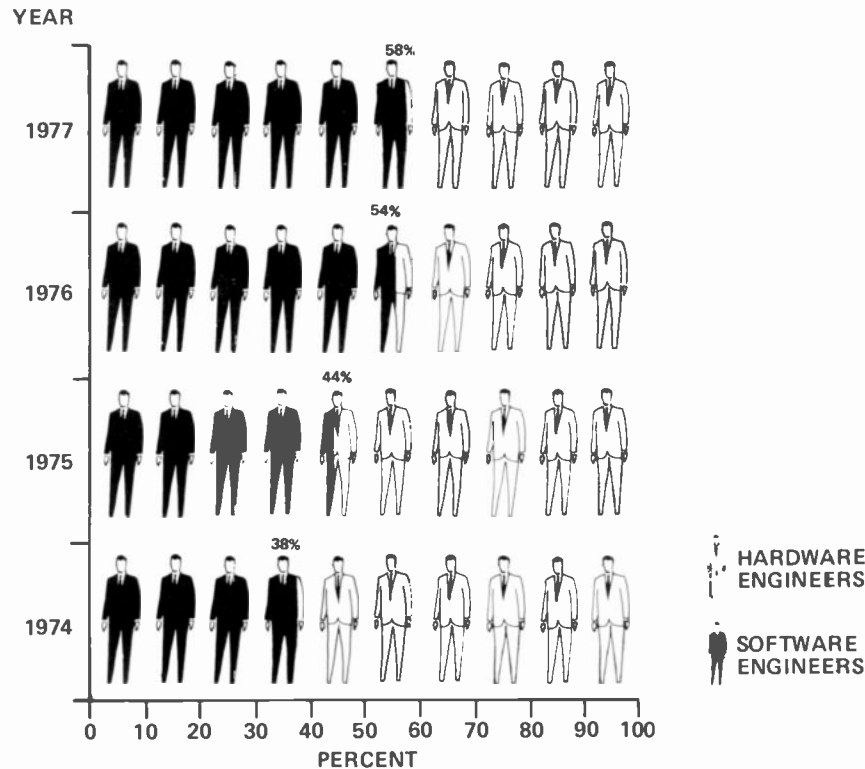 YEAR
58%
1977
54%
1976
44%
1975
38%
1974
HARDWARE
ENGINEERS
SOFTWARE
ENGINEERS
0 10 20 30 40 50 60 70 80 90 100
PERCENT